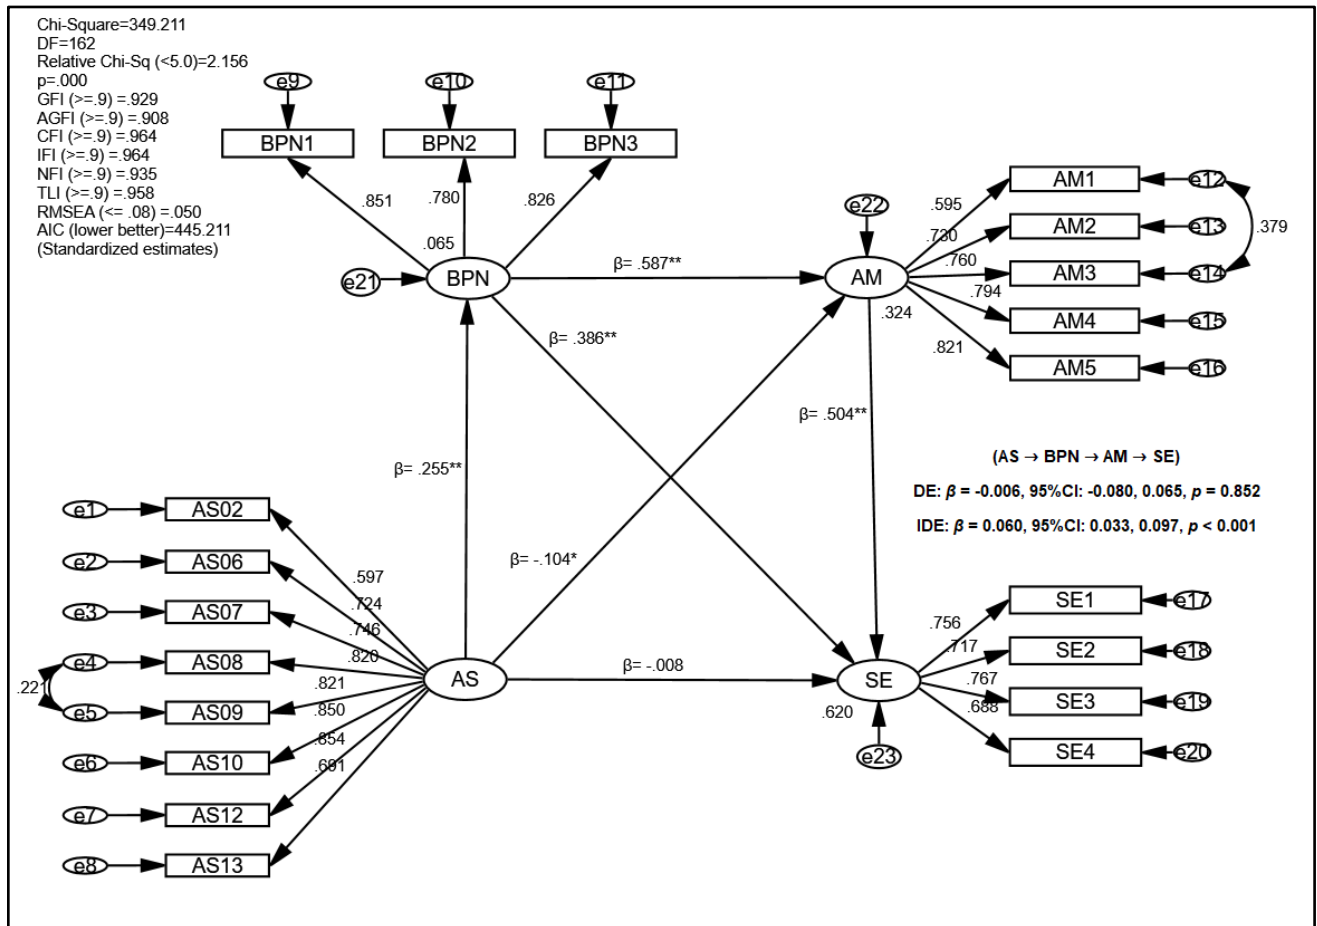 Chi-Square=349.211
DF=162
Relative Chi-Sq (<5.0)=2.156
p=.000
GFI (>=.9) =.929
AGFI (>=.9) =.908
CFI (>=.9) =.964
IFI (>=.9) =.964
NFI (>=.9) =.935
TLI (>=.9) =.958
RMSEA (<= .08) =.050
AIC (lower better)=445.211
(Standardized estimates)
e9
e10
e11
BPN1
BPN2
BPN3
.851
.780
.826
.065
e21
BPN
β= .587**
e22
AM
.324
.595
.730
.760
.794
.821
AM1
e12
AM2
e13
AM3
e14
AM4
e15
AM5
e16
.379
β= .386**
β= .504**
β= .255**
β= -.104*
(AS → BPN → AM → SE)
DE: β = -0.006, 95%CI: -0.080, 0.065, p = 0.852
IDE: β = 0.060, 95%CI: 0.033, 0.097, p < 0.001
e1
AS02
e2
AS06
e3
AS07
e4
AS08
e5
AS09
e6
AS10
e7
AS12
e8
AS13
.221
.597
.724
.746
.820
.821
.850
.854
.691
AS
β= -.008
SE
.620
e23
.756
.717
.767
.688
SE1
e17
SE2
e18
SE3
e19
SE4
e20